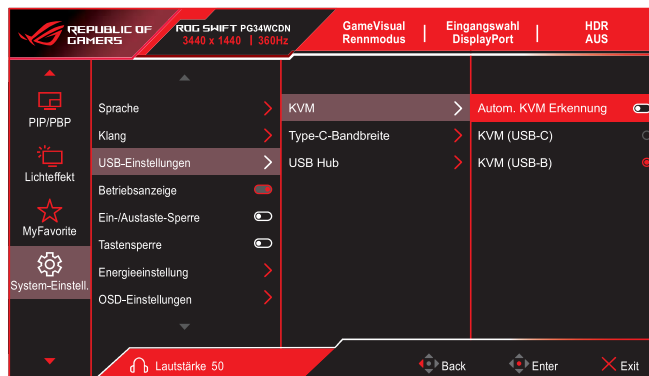 REPUBLIC OF
GAMERS
ROG SWIFT PG34WCDN
3440 x 1440 | 360Hz
GameVisual
Rennmodus
Eingangswahl
DisplayPort
HDR
AUS
PIP/PBP
Lichteffekt
MyFavorite
System-Einstell.
Sprache
Klang
USB-Einstellungen
Betriebsanzeige
Ein-/Austaste-Sperre
Tastensperre
Energieeinstellung
OSD-Einstellungen
KVM
Type-C-Bandbreite
USB Hub
Autom. KVM Erkennung
KVM (USB-C)
KVM (USB-B)
Lautstärke 50
Back
Enter
Exit